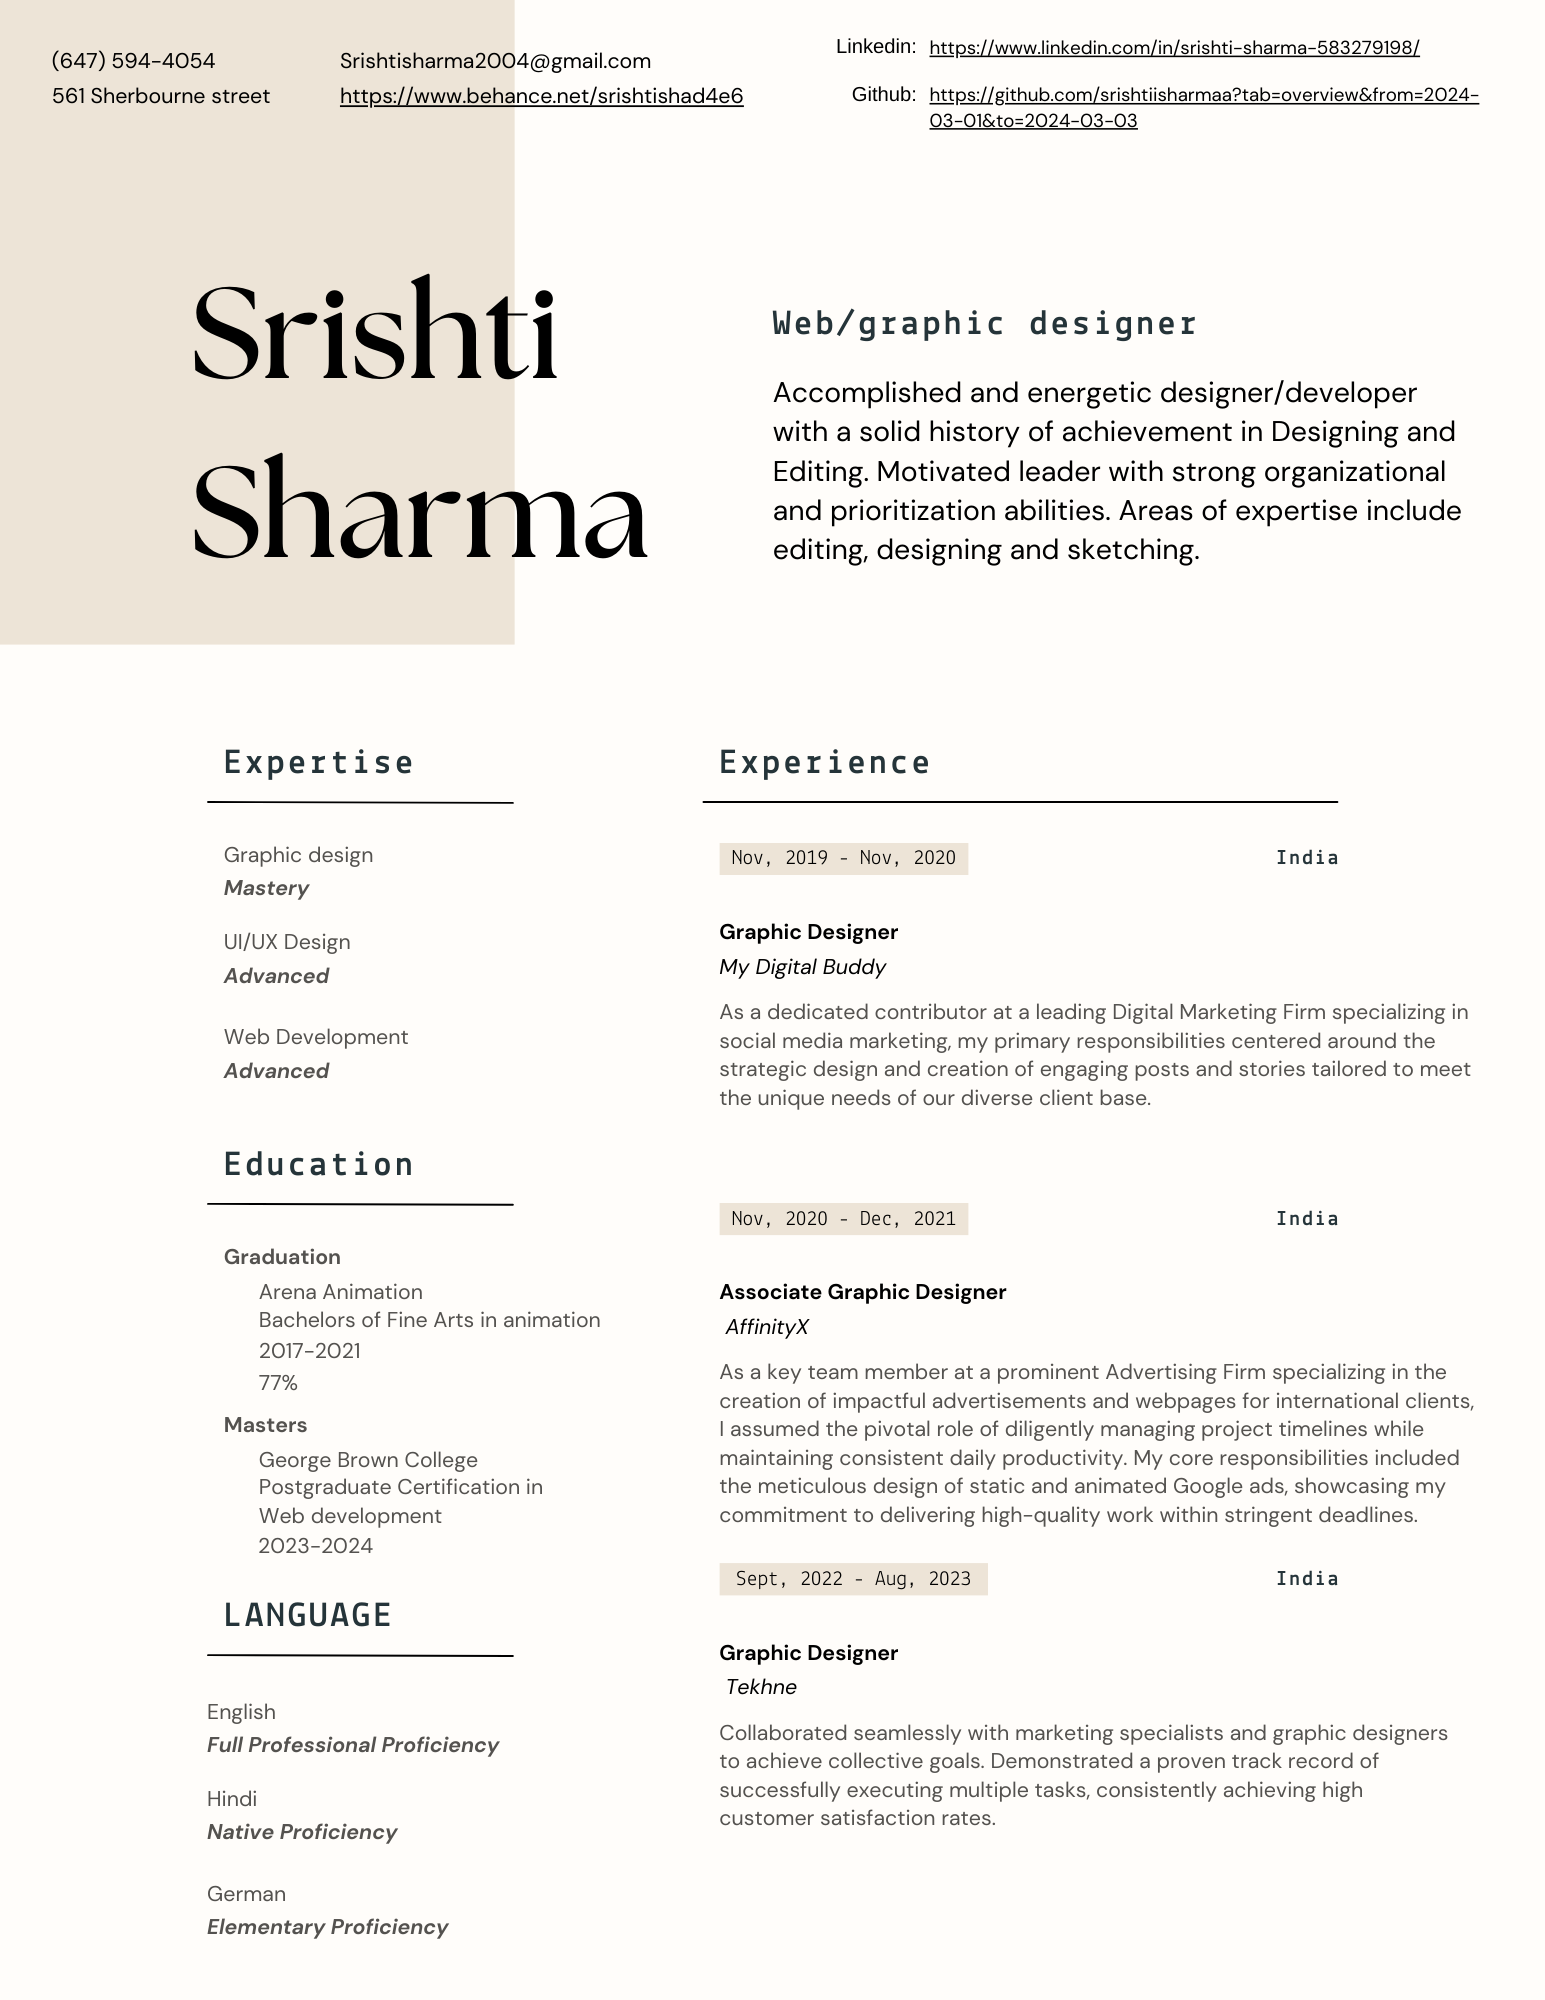 (647) 594-4054
561 Sherbourne street
Srishtisharma2004@gmail.com
https://www.behance.net/srishtishad4e6
Linkedin: https://www.linkedin.com/in/srishti-sharma-583279198/
Github: https://github.com/srishtiisharmaa?tab=overview&from=2024-
03-01&to=2024-03-03
Srishti
Sharma
Web/graphic designer
Accomplished and energetic designer/developer
with a solid history of achievement in Designing and
Editing. Motivated leader with strong organizational
and prioritization abilities. Areas of expertise include
editing, designing and sketching.
Expertise
Graphic design
Mastery
UI/UX Design
Advanced
Web Development
Advanced
Education
Graduation
Arena Animation
Bachelors of Fine Arts in animation
2017-2021
77%
Masters
George Brown College
Postgraduate Certification in
Web development
2023-2024
LANGUAGE
English
Full Professional Proficiency
Hindi
Native Proficiency
German
Elementary Proficiency
Experience
Nov, 2019 - Nov, 2020 India
Graphic Designer
My Digital Buddy
As a dedicated contributor at a leading Digital Marketing Firm specializing in
social media marketing, my primary responsibilities centered around the
strategic design and creation of engaging posts and stories tailored to meet
the unique needs of our diverse client base.
Nov, 2020 - Dec, 2021 India
Associate Graphic Designer
AffinityX
As a key team member at a prominent Advertising Firm specializing in the
creation of impactful advertisements and webpages for international clients,
I assumed the pivotal role of diligently managing project timelines while
maintaining consistent daily productivity. My core responsibilities included
the meticulous design of static and animated Google ads, showcasing my
commitment to delivering high-quality work within stringent deadlines.
Sept, 2022 - Aug, 2023 India
Graphic Designer
Tekhne
Collaborated seamlessly with marketing specialists and graphic designers
to achieve collective goals. Demonstrated a proven track record of
successfully executing multiple tasks, consistently achieving high
customer satisfaction rates.